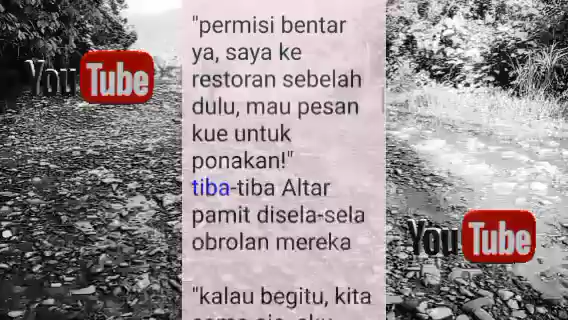 "permisi bentar
ya, saya ke
restoran sebelah
dulu, mau pesan
kue untuk
ponakan!"
tiba-tiba Altar
pamit disela-sela
obrolan mereka
"kalau begitu, kita
YouTube
YouTube